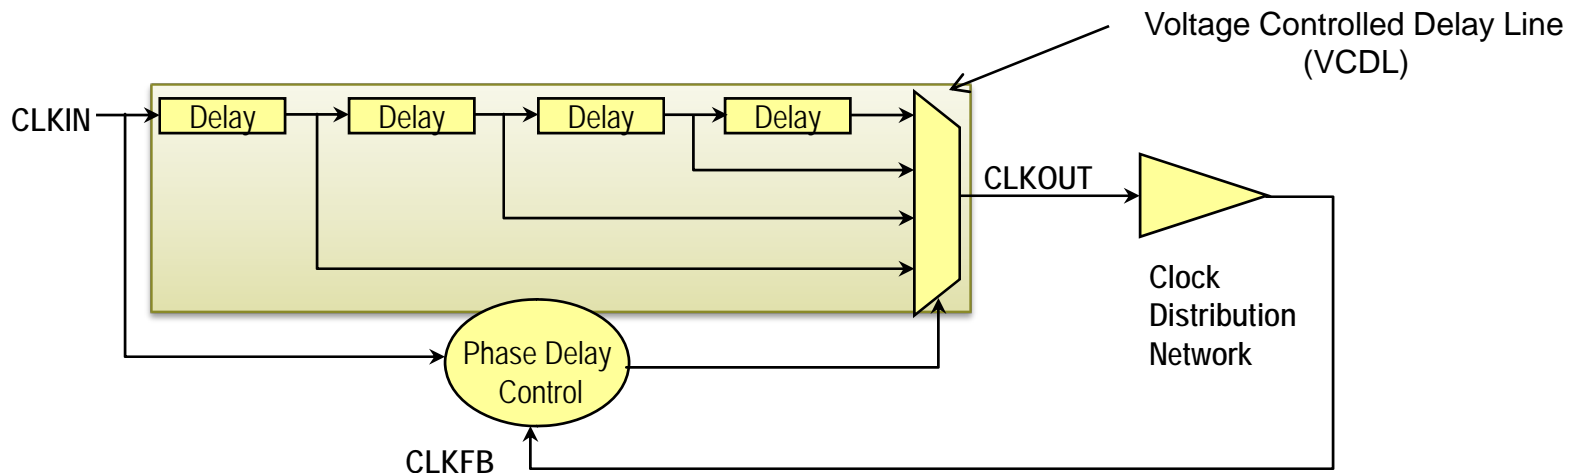 Voltage Controlled Delay Line
(VCDL)
CLKIN
Delay
Delay
Delay
Delay
CLKOUT
Clock
Distribution
Network
Phase Delay
Control
CLKFB